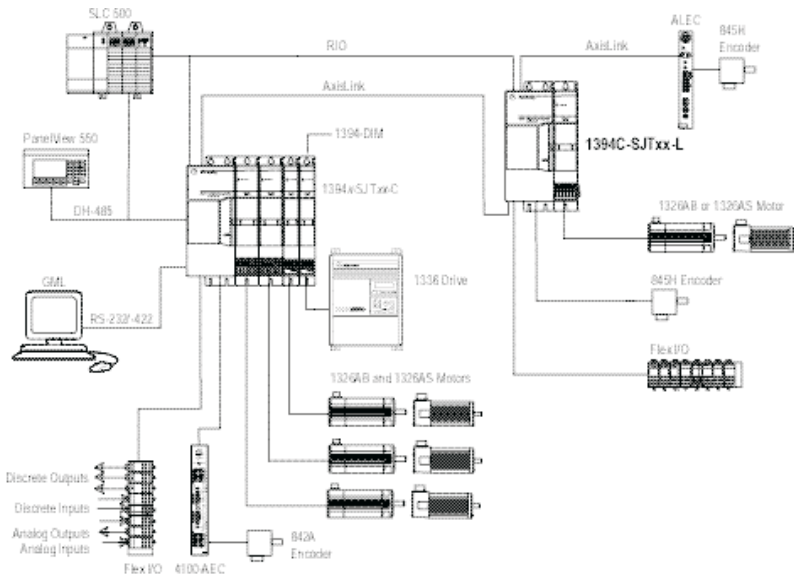 SLC 500
ALEC
845H
Encoder
RIO
AxisLink
AxisLink
PanelView 550
1394-DIM
1394C-SJTxx-L
1394x-SJTxx-C
DH-485
1326AB or 1326AS Motor
GML
1336 Drive
845H Encoder
RS-232/-422
Flex I/O
1326AB and 1326AS Motors
Discrete Outputs
Discrete Inputs
Analog Outputs
Analog Inputs
842A
Encoder
Flex I/O
4100-AEC